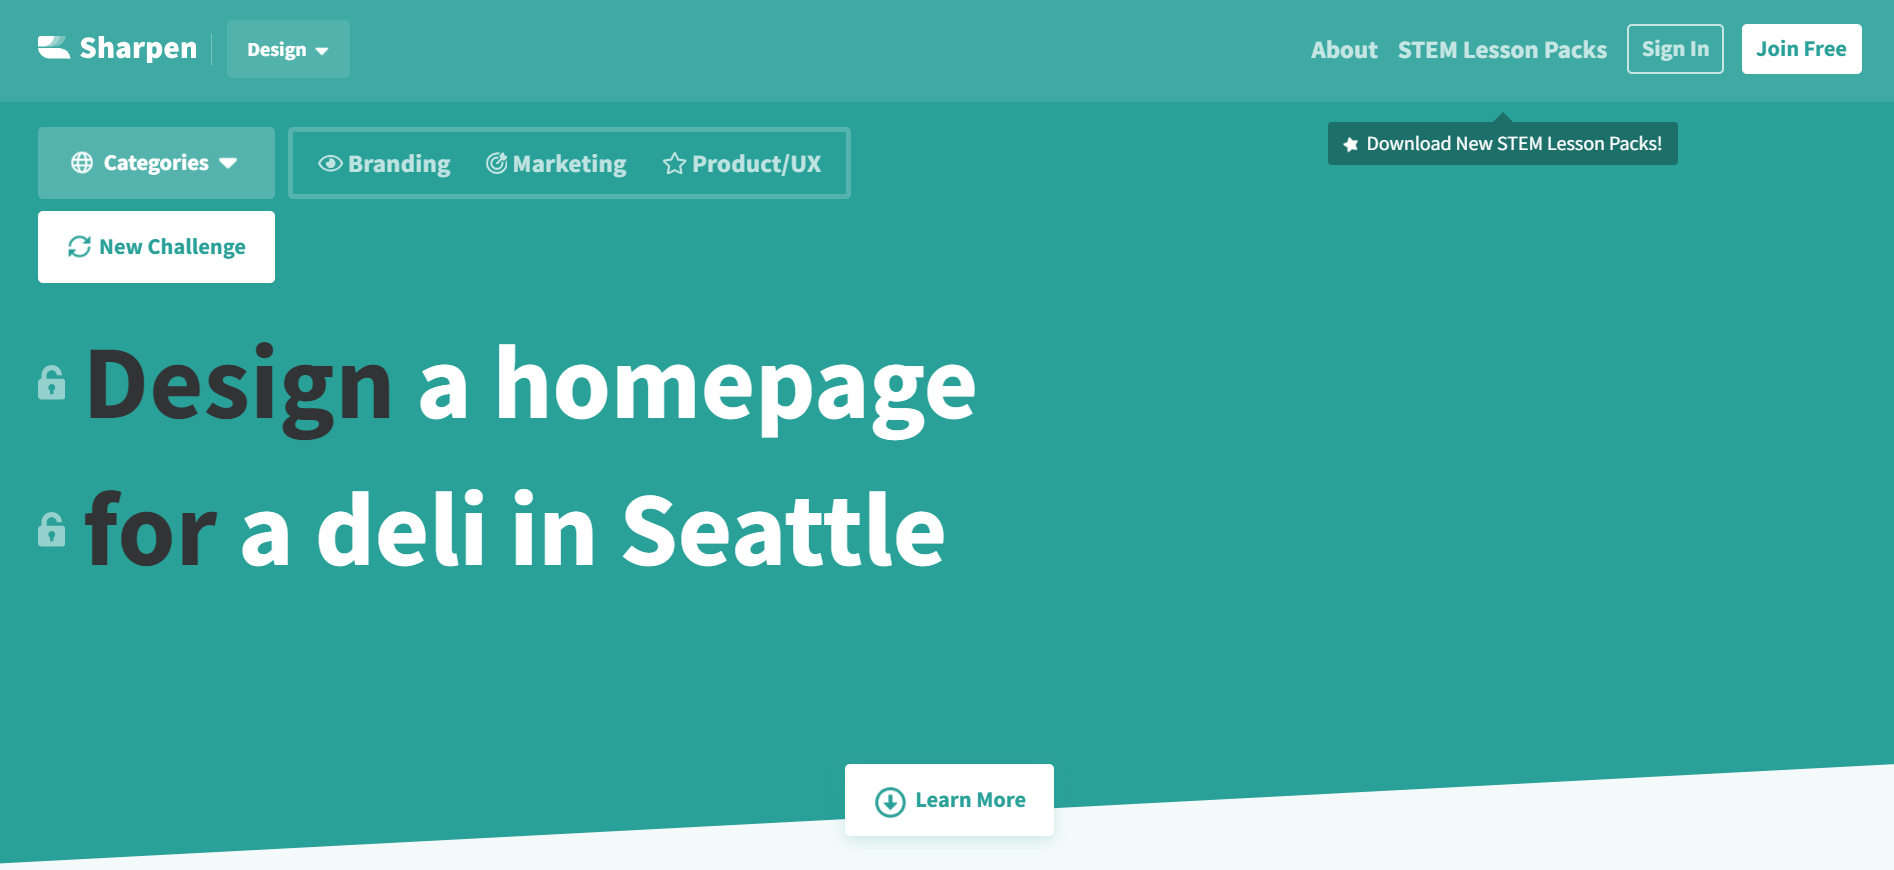 Sharpen
Design
About
STEM Lesson Packs
Sign In
Join Free
Download New STEM Lesson Packs!
Categories
Branding
Marketing
Product/UX
New Challenge
Design a homepage
for a deli in Seattle
Learn More